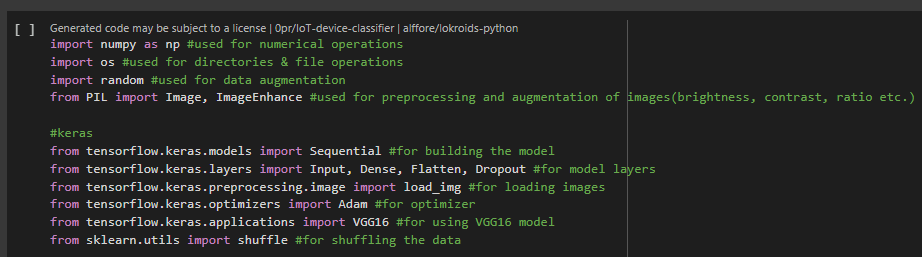 [ ] Generated code may be subject to a license | 0pr/IoT-device-classifier | alffore/lokroids-python
import numpy as np #used for numerical operations
import os #used for directories & file operations
import random #used for data augmentation
from PIL import Image, ImageEnhance #used for preprocessing and augmentation of images(brightness, contrast, ratio etc.)
#keras
from tensorflow.keras.models import Sequential #for building the model
from tensorflow.keras.layers import Input, Dense, Flatten, Dropout #for model layers
from tensorflow.keras.preprocessing.image import load_img #for loading images
from tensorflow.keras.optimizers import Adam #for optimizer
from tensorflow.keras.applications import VGG16 #for using VGG16 model
from sklearn.utils import shuffle #for shuffling the data